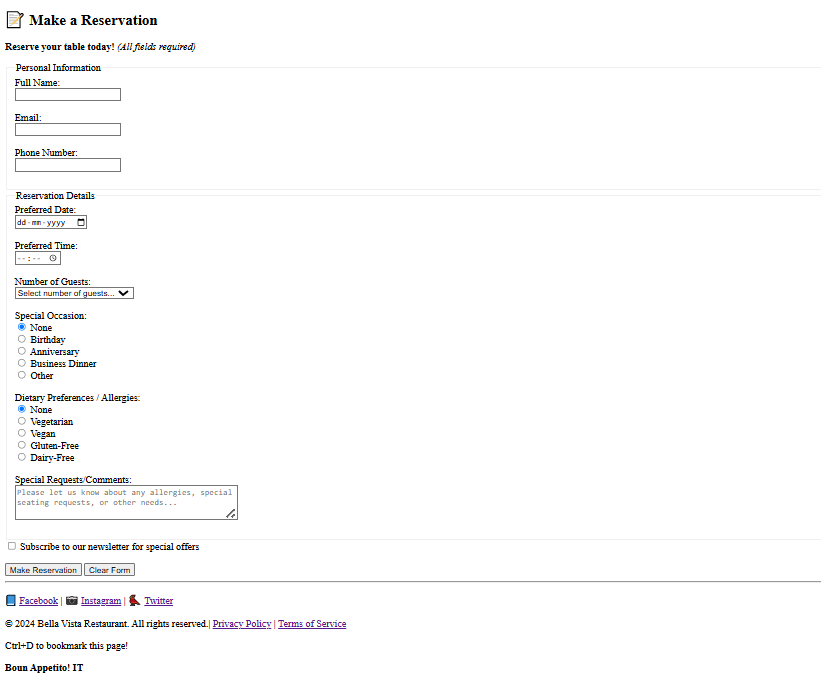 Make a Reservation
Reserve your table today! (All fields required)
Personal Information
Full Name:
Email:
Phone Number:
Reservation Details
Preferred Date:
dd-mm-yyyy
Preferred Time:
--:--
Number of Guests:
Select number of guests...
Special Occasion:
None
Birthday
Anniversary
Business Dinner
Other
Dietary Preferences / Allergies:
None
Vegetarian
Vegan
Gluten-Free
Dairy-Free
Special Requests/Comments:
Please let us know about any allergies, special
seating requests, or other needs...
Subscribe to our newsletter for special offers
Make Reservation Clear Form
Facebook | Instagram | Twitter
© 2024 Bella Vista Restaurant. All rights reserved.| Privacy Policy | Terms of Service
Ctrl+D to bookmark this page!
Boun Appetito! IT